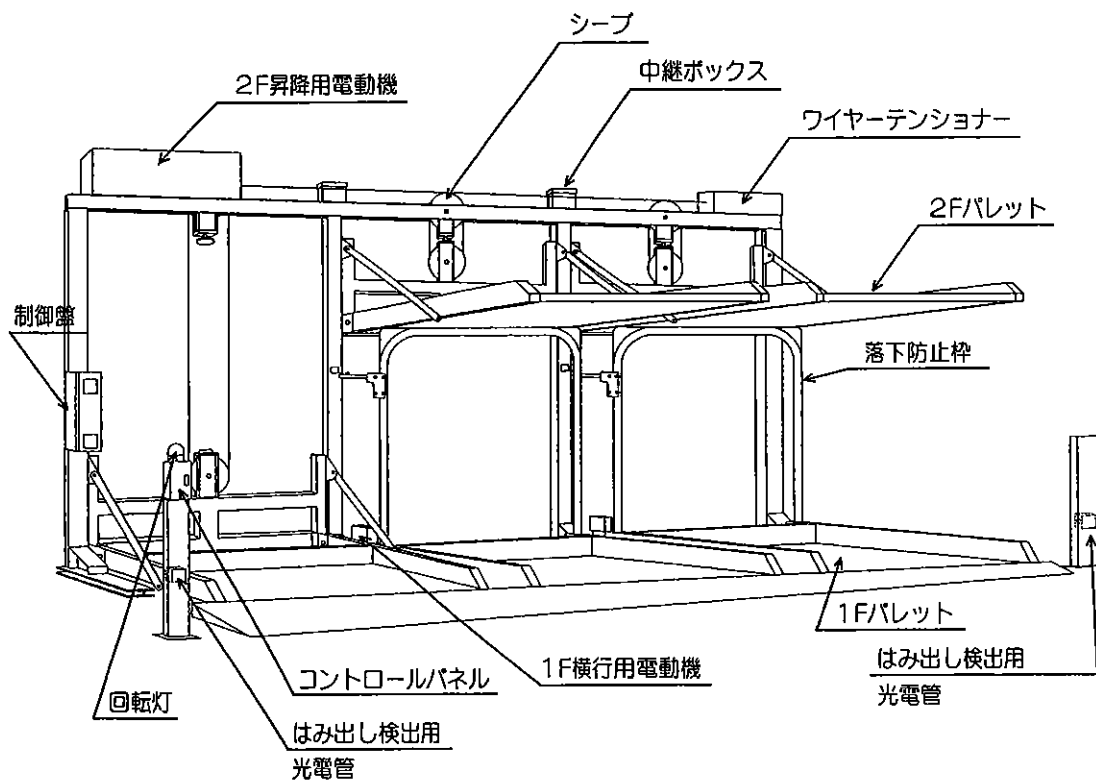 シーブ
中継ボックス
2F昇降用電動機
ワイヤーテンショナー
2Fパレット
制御盤
落下防止枠
1Fパレット
はみ出し検出用
光電管
1F横行用電動機
コントロールパネル
回転灯
はみ出し検出用
光電管